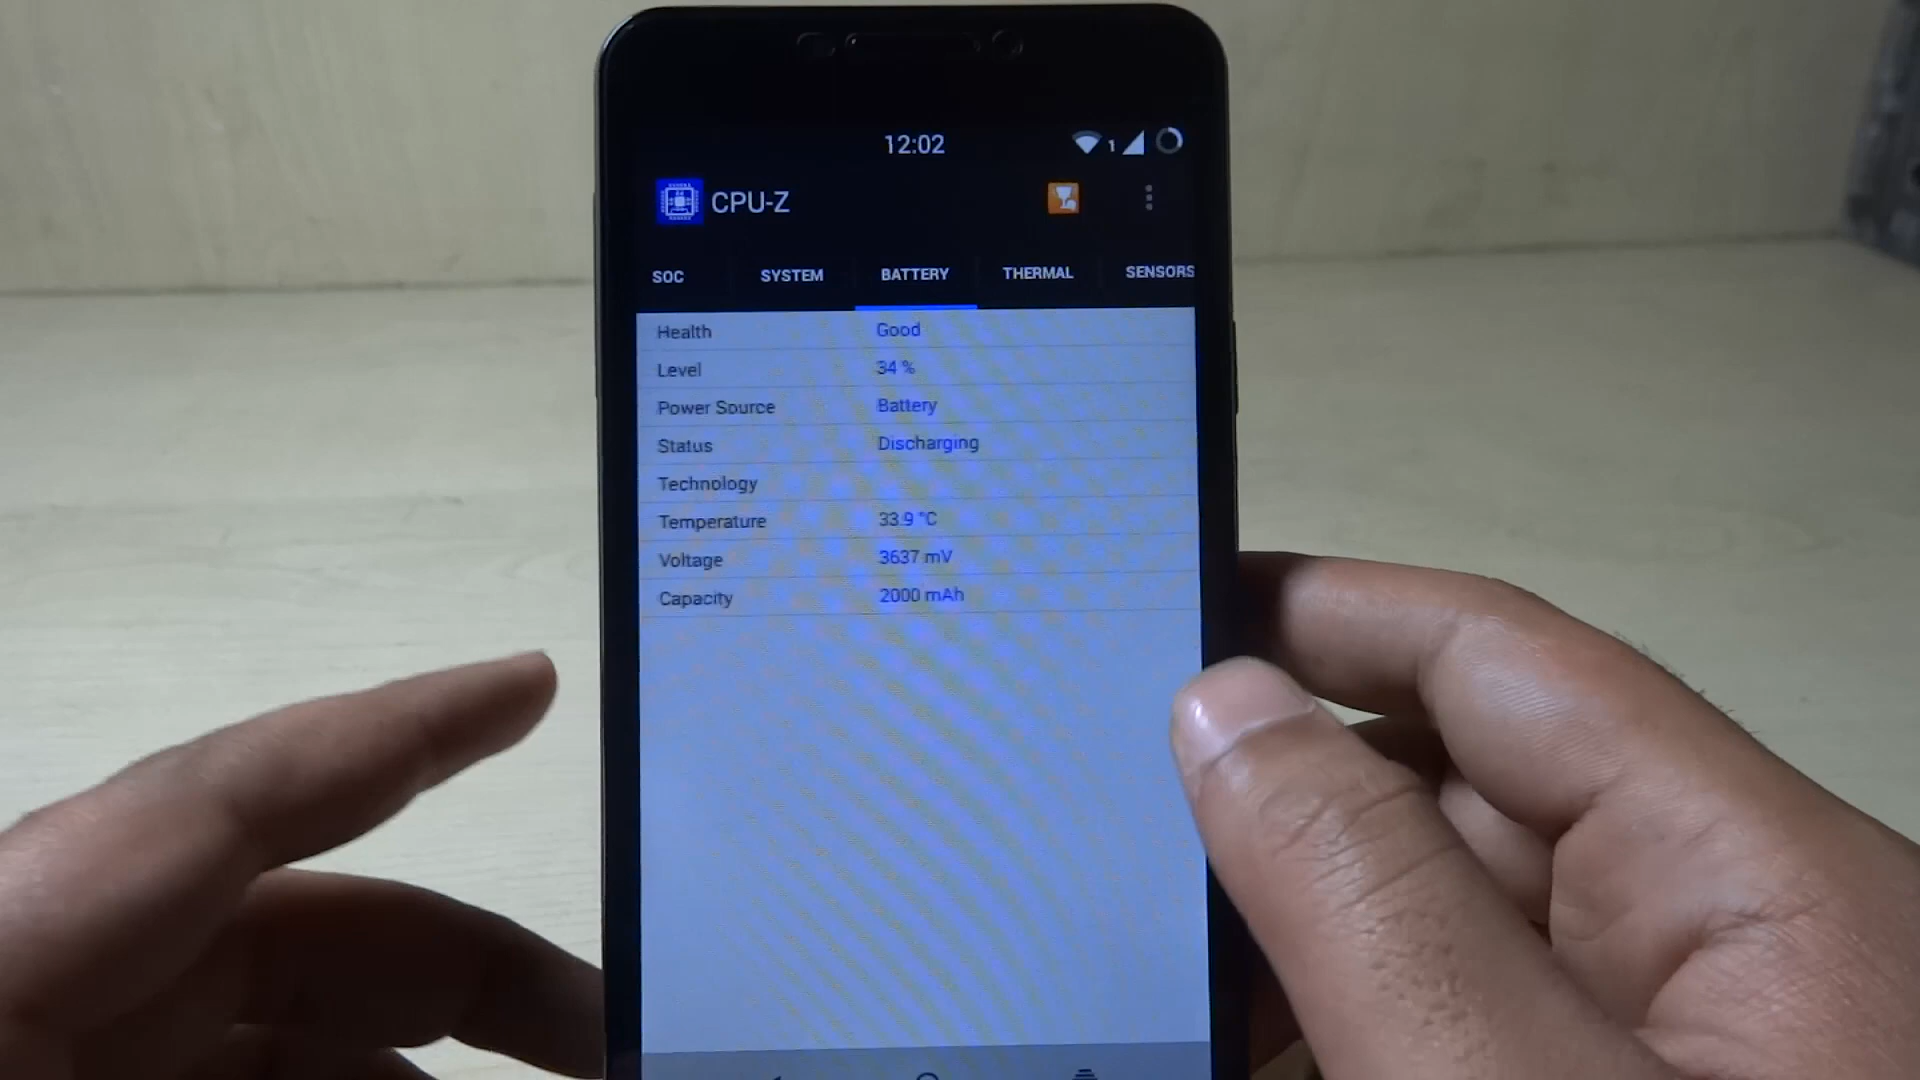 12:02 1
CPU-Z
SOC SYSTEM BATTERY THERMAL SENSORS
Health Good
Level 34 %
Power Source Battery
Status Discharging
Technology
Temperature 33.9 °C
Voltage 3637 mV
Capacity 2000 mAh